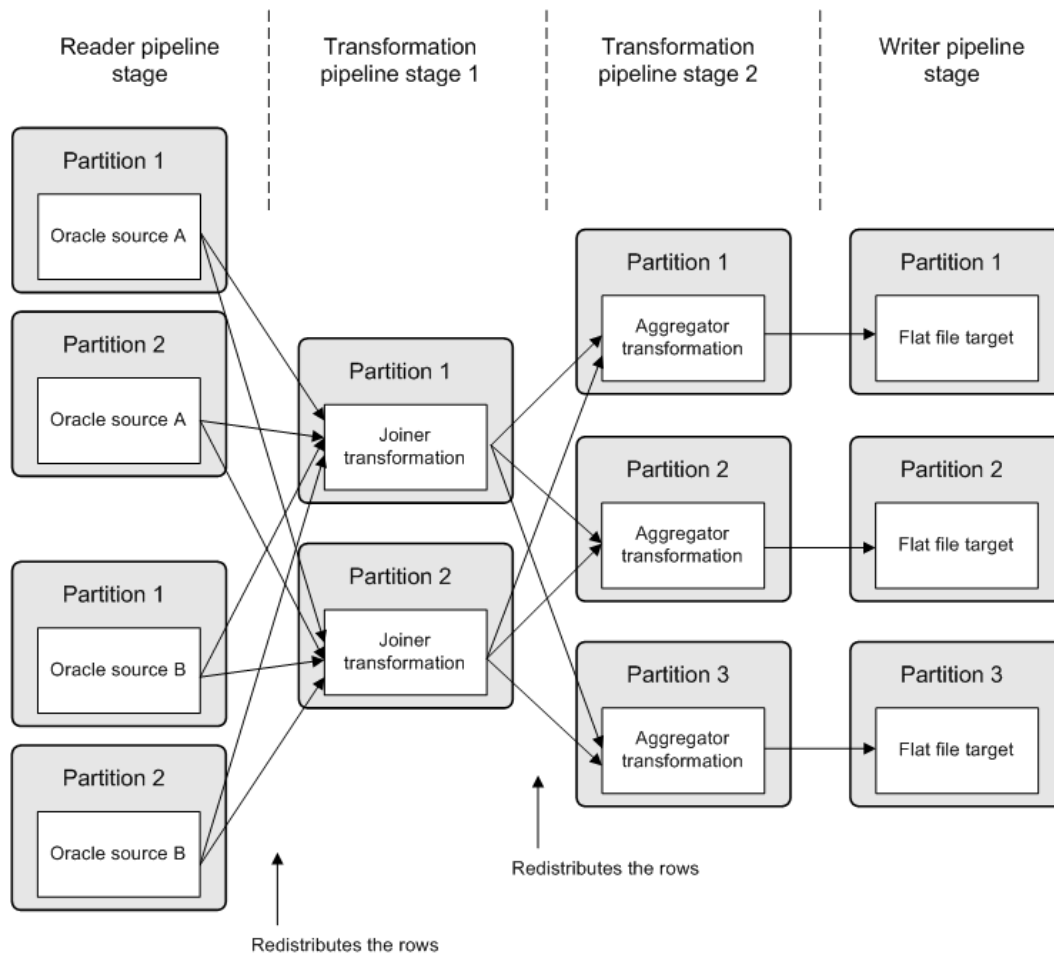 Reader pipeline
stage
Transformation
pipeline stage 1
Transformation
pipeline stage 2
Writer pipeline
stage
Partition 1
Oracle source A
Partition 2
Oracle source A
Partition 1
Oracle source B
Partition 2
Oracle source B
Partition 1
Joiner
transformation
Partition 2
Joiner
transformation
Partition 1
Aggregator
transformation
Partition 2
Aggregator
transformation
Partition 3
Aggregator
transformation
Partition 1
Flat file target
Partition 2
Flat file target
Partition 3
Flat file target
Redistributes the rows
Redistributes the rows